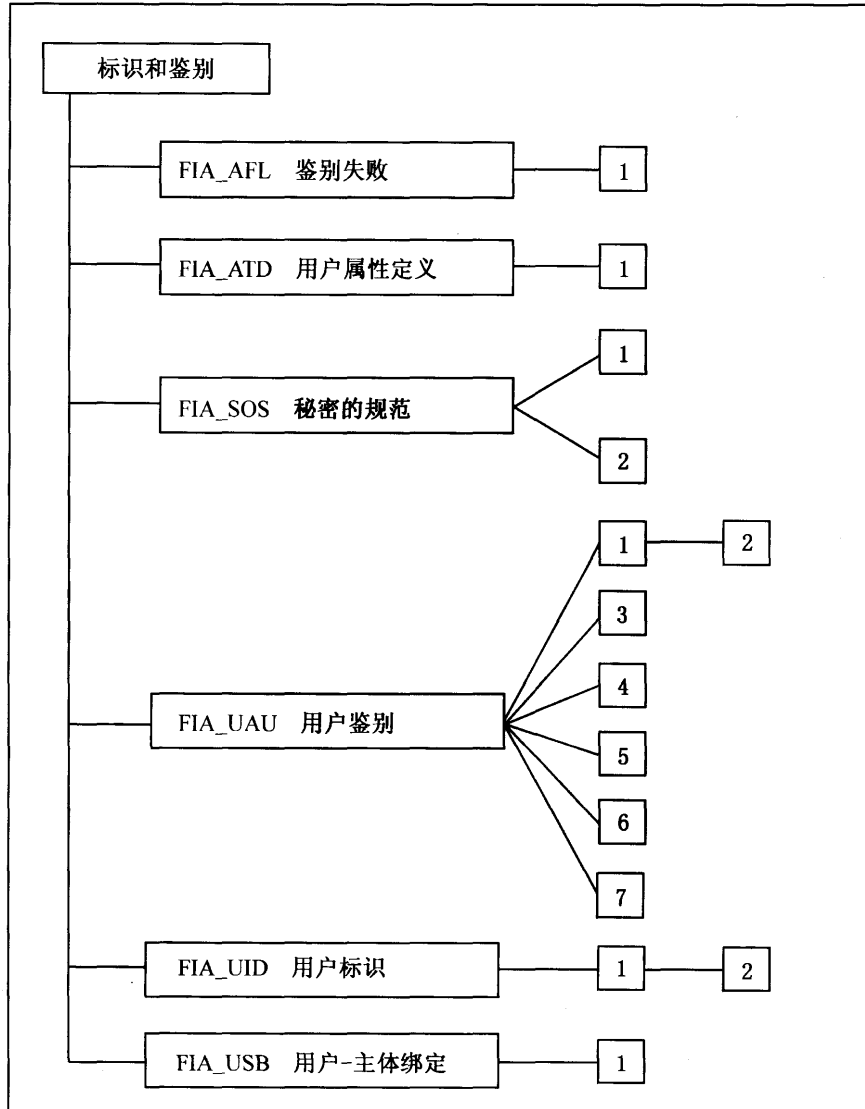 标识和鉴别
FIA_AFL 鉴别失败 1
FIA_ATD 用户属性定义 1
1
FIA_SOS 秘密的规范
2
1 2
3
4
FIA_UAU 用户鉴别
5
6
7
FIA_UID 用户标识 1 2
FIA_USB 用户-主体绑定 1